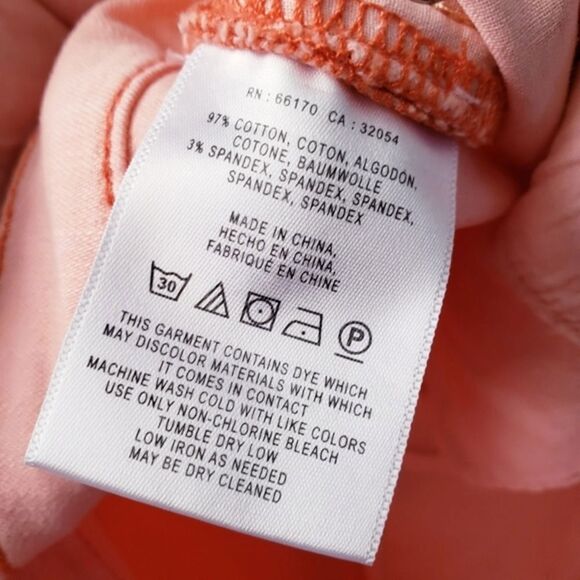 RN : 66170 CA : 32054
97% COTTON, COTON, ALGODON,
COTONE, BAUMWOLLE
3% SPANDEX, SPANDEX, SPANDEX,
SPANDEX, SPANDEX
MADE IN CHINA,
HECHO EN CHINA,
FABRIQUÉ EN CHINE
30 P
THIS GARMENT CONTAINS DYE WHICH
MAY DISCOLOR MATERIALS WITH WHICH
IT COMES IN CONTACT
MACHINE WASH COLD WITH LIKE COLORS
USE ONLY NON-CHLORINE BLEACH
TUMBLE DRY LOW
LOW IRON AS NEEDED
MAY BE DRY CLEANED